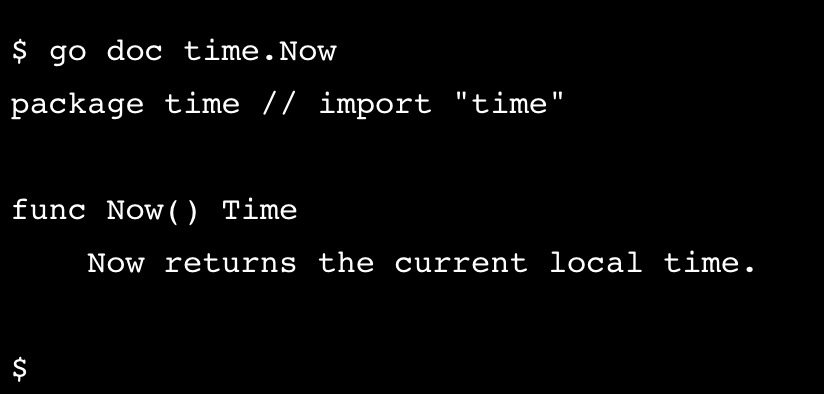 $ go doc time.Now
package time // import "time"
func Now() Time
Now returns the current local time.
$